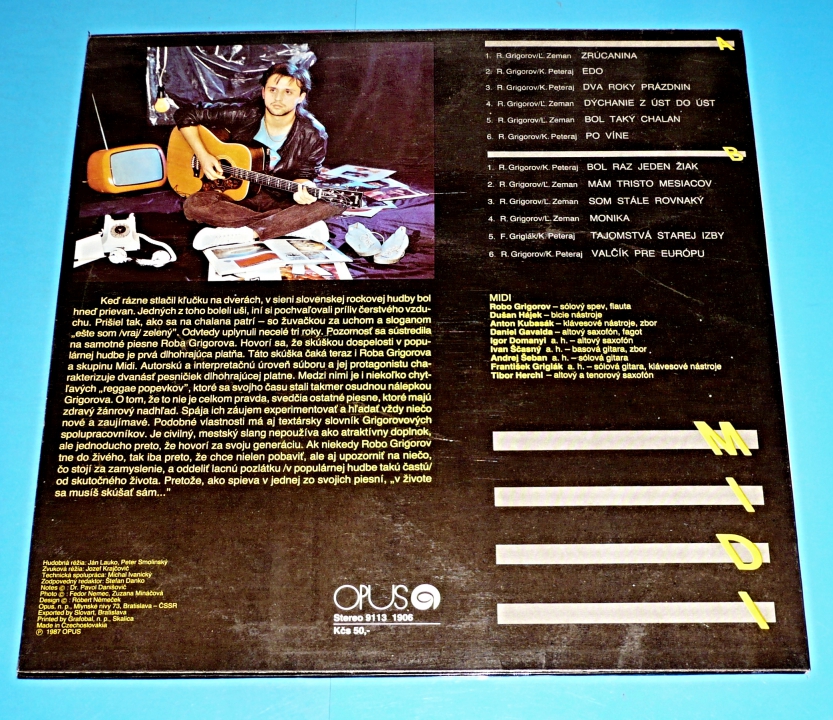 A
1. R. Grigorov/Ľ. Zeman ZRÚCANINA
2. R. Grigorov/K. Peteraj EDO
3. R. Grigorov/K. Peteraj DVA ROKY PRÁZDNIN
4. R. Grigorov/Ľ. Zeman DÝCHANIE Z ÚST DO ÚST
5. R. Grigorov/Ľ. Zeman BOL TAKÝ CHALAN
6. R. Grigorov/K. Peteraj PO VÍNE
B
1. R. Grigorov/K. Peteraj BOL RAZ JEDEN ŽIAK
2. R. Grigorov/Ľ. Zeman MÁM TRISTO MESIACOV
3. R. Grigorov/Ľ. Zeman SOM STÁLE ROVNAKÝ
4. R. Grigorov/Ľ. Zeman MONIKA
5. F. Griglák/K. Peteraj TAJOMSTVÁ STAREJ IZBY
6. R. Grigorov/K. Peteraj VALČÍK PRE EURÓPU
Keď rázne stlačil kľučku na dverách, v sieni slovenskej rockovej hudby bol
hneď prievan. Jedných z toho boleli uši, iní si pochvaľovali príliv čerstvého vzdu-
chu. Prišiel tak, ako sa na chalana patrí – so žuvačkou za uchom a sloganom
„ešte som /vraj/ zelený”. Odvtedy uplynuli necelé tri roky. Pozornosť sa sústredila
na samotné piesne Roba Grigorova. Hovorí sa, že skúškou dospelosti v popu-
lárnej hudbe je prvá dlhohrajúca platňa. Táto skúška čaká teraz i Roba Grigorova
a skupinu Midi. Autorskú a interpretačnú úroveň súboru a jej protagonistu cha-
rakterizuje dvanásť pesničiek dlhohrajúcej platne. Medzi nimi je i niekoľko chyt-
ľavých „reggae popevkov”, ktoré sa svojho času stali takmer osudnou nálepkou
Grigorova. O tom, že to nie je celkom pravda, svedčia ostatné piesne, ktoré majú
zdravý žánrový nadhľad. Spája ich záujem experimentovať a hľadať vždy niečo
nové a zaujímavé. Podobné vlastnosti má aj textársky slovník Grigorovových
spolupracovníkov. Je civilný, mestský slang nepoužíva ako atraktívny doplnok,
ale jednoducho preto, že hovorí za svoju generáciu. Ak niekedy Robo Grigorov
tne do živého, tak iba preto, že chce nielen pobaviť, ale aj upozorniť na niečo,
čo stojí za zamyslenie, a oddeliť lacnú pozlátku /v populárnej hudbe takú častú/
od skutočného života. Pretože, ako spieva v jednej zo svojich piesní, „v živote
sa musíš skúšať sám...”
MIDI
Robo Grigorov – sólový spev, flauta
Dušan Hájek – bicie nástroje
Anton Kubasák – klávesové nástroje, zbor
Daniel Gavalda – altový saxofón, fagot
Igor Domanyi a. h. – altový saxofón
Ivan Ščasný a. h. – basová gitara, zbor
Andrej Šeban a. h. – sólová gitara
František Griglák a. h. – sólová gitara, klávesové nástroje
Tibor Herchl – altový a tenorový saxofón
M
I
D
I
Hudobná réžia: Ján Lauko, Peter Smolinský
Zvuková réžia: Jozef Krajčovič
Technická spolupráca: Michal Ivanický
Zodpovedný redaktor: Štefan Danko
Notes © : Dr. Pavol Danišovič
Photo © : Fedor Nemec, Zuzana Mináčová
Design © : Róbert Němeček
Opus, n. p., Mlynské nivy 73, Bratislava – ČSSR
Exported by Slovart, Bratislava
Printed by Grafobal, n. p., Skalica
Made in Czechoslovakia
℗ 1987 OPUS
OPUS
Stereo 9113 1906
Kčs 50,-